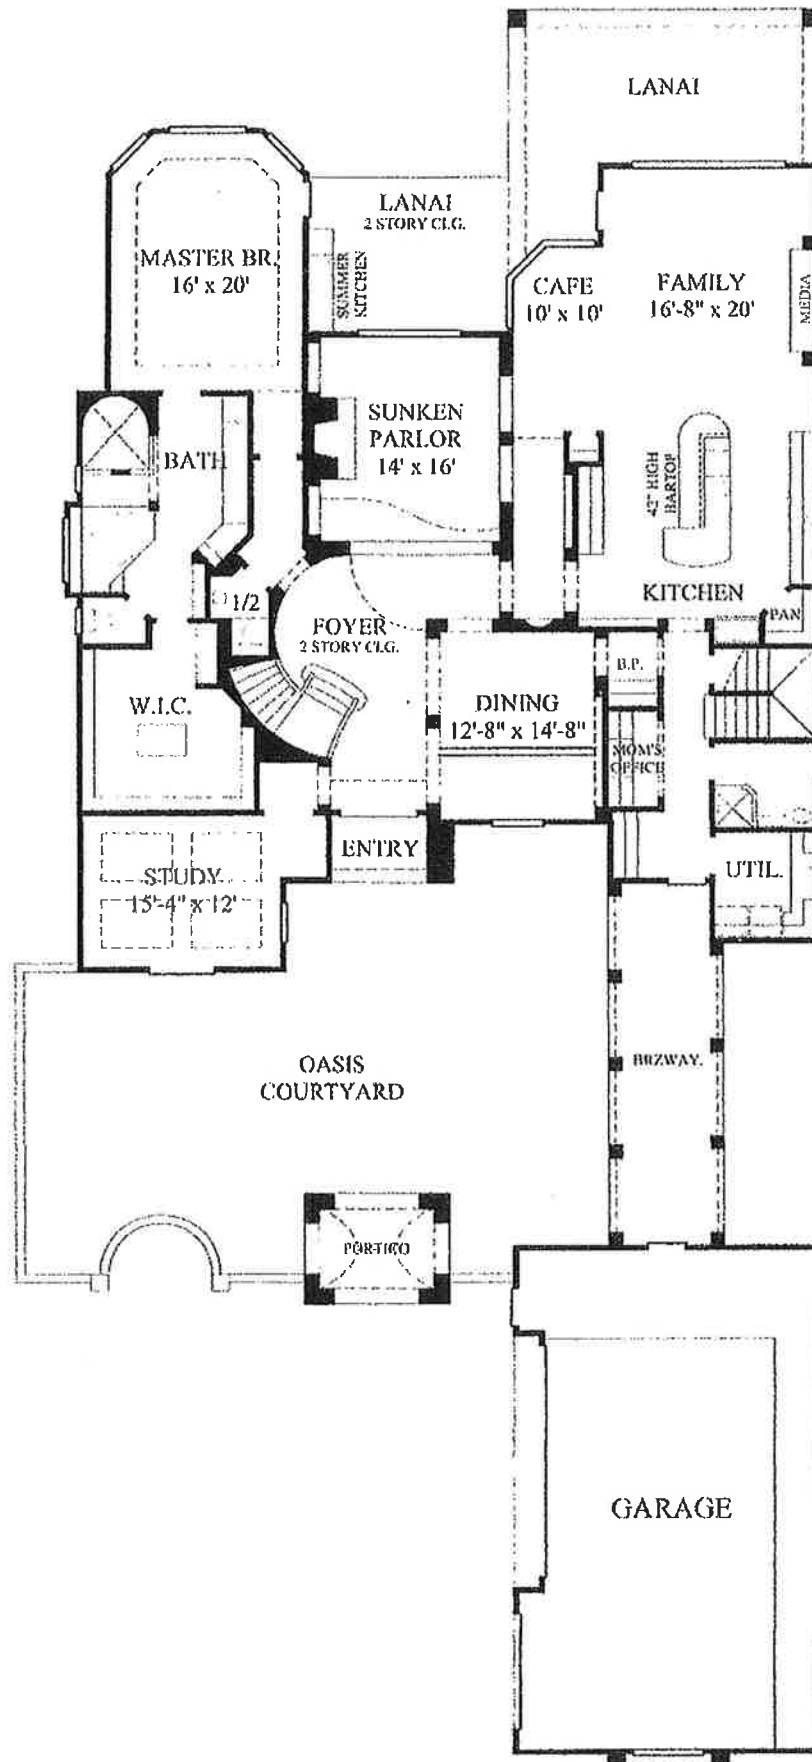 LANAI
LANAI
2 STORY CLG.
SUMMER
KITCHEN
MASTER BR.
16' x 20'
CAFE
10' x 10'
FAMILY
16'-8" x 20'
MEDIA
SUNKEN
PARLOR
14' x 16'
BATH
42" HIGH
BARTOP
KITCHEN
PAN
1/2
FOYER
2 STORY CLG.
B.P.
W.I.C.
DINING
12'-8" x 14'-8"
MOM'S
OFFICE
ENTRY
STUDY
15'-4" x 12'
UTIL.
OASIS
COURTYARD
BRZWAY.
PORTICO
GARAGE